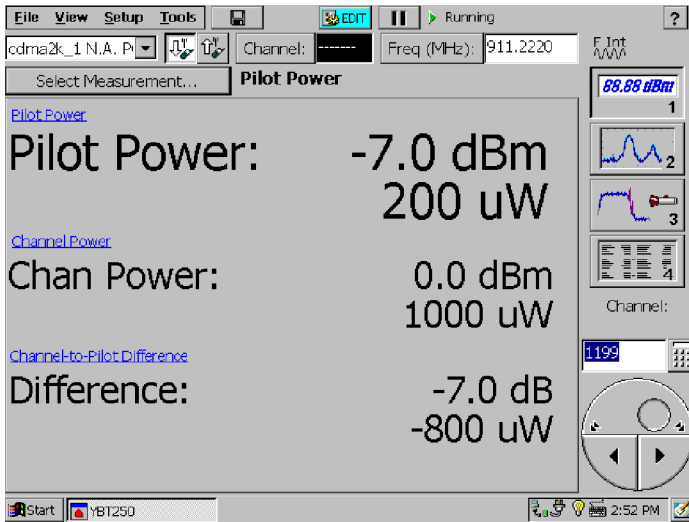 File View Setup Tools EDIT Running ?
cdma2k_1 N.A. P Channel: ------- Freq (MHz): 911.2220 F Int
Select Measurement... Pilot Power
88.88 dBm
1
Pilot Power
Pilot Power: -7.0 dBm
200 uW
2
3
Channel Power
Chan Power: 0.0 dBm
1000 uW
4
Channel:
1199
Channel-to-Pilot Difference
Difference: -7.0 dB
-800 uW
Start YBT250 2:52 PM